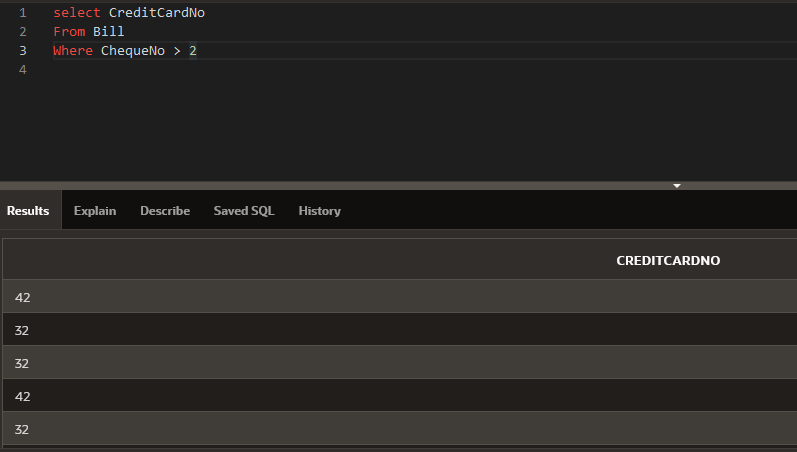 1 select CreditCardNo
2 From Bill
3 Where ChequeNo > 2
4
Results Explain Describe Saved SQL History
CREDITCARDNO
42
32
32
42
32